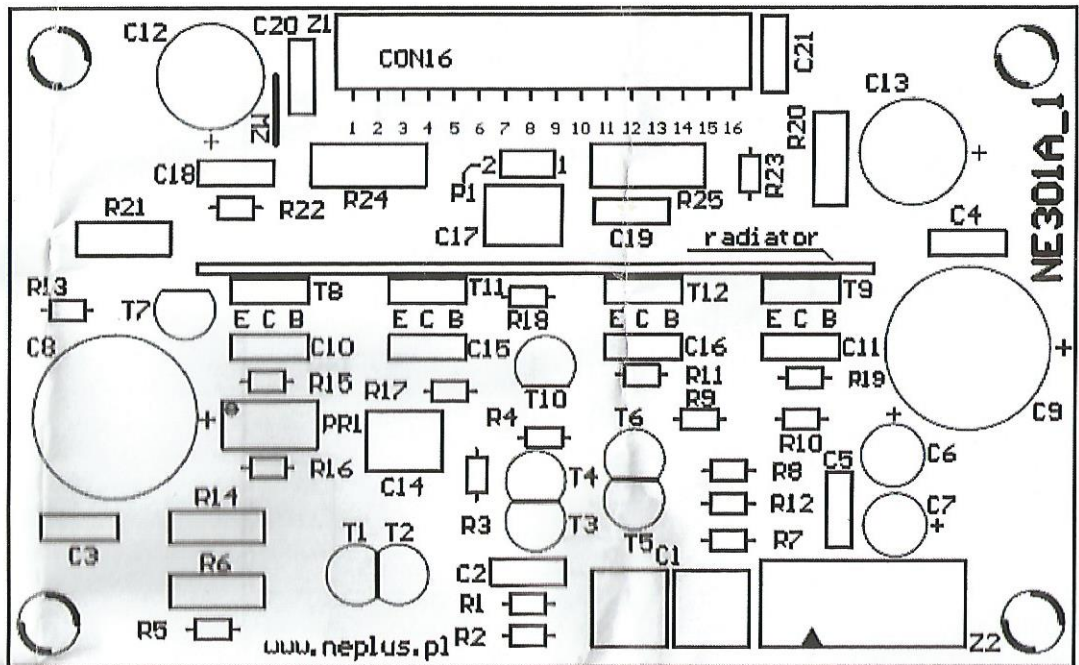 C12
C20
Z1
CON16
C21
C13
M2
R20
NE301A_1
1 2 3 4 5 6 7 8 9 10 11 12 13 14 15 16
C18
R24
2
1
P1
R25
R23
R21
R22
C17
C19
C4
radiator
R13
T7
T8
T11
R18
T12
T9
E C B
E C B
E C B
E C B
C8
C10
C15
C16
C11
R15
R17
T10
R11
R19
R9
C9
PR1
R4
T6
R10
R16
C14
T4
R8
C5
C6
R14
R3
T3
R12
C7
C3
T1
T2
T5
R7
R6
C2
C1
R1
R5
R2
Z2
www.neplus.pl